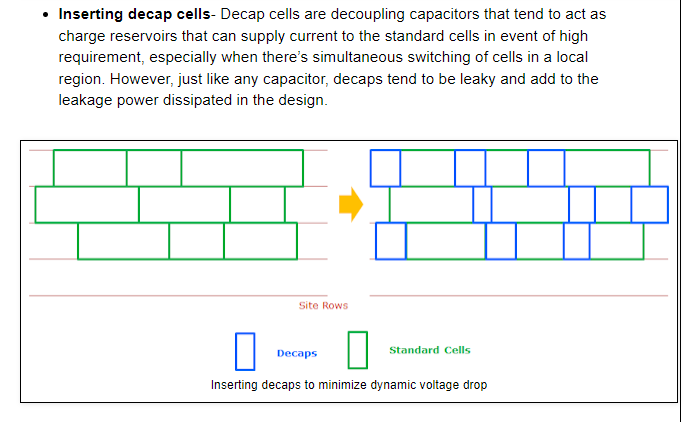 • Inserting decap cells- Decap cells are decoupling capacitors that tend to act as
charge reservoirs that can supply current to the standard cells in event of high
requirement, especially when there's simultaneous switching of cells in a local
region. However, just like any capacitor, decaps tend to be leaky and add to the
leakage power dissipated in the design.
Site Rows
Decaps
Standard Cells
Inserting decaps to minimize dynamic voltage drop